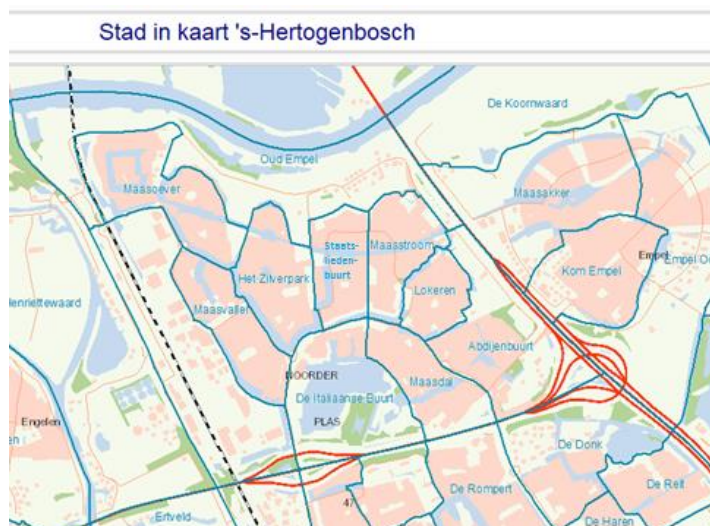 Stad in kaart 's-Hertogenbosch
De Koornwaard
Oud Empel
Maasoever
Maasakker
Staats-
lieden-
buurt
Maasstroom
Empel
Kom Empel
Het Zilverpark
Lokeren
Maasvallei
Engelen
Abdijenbuurt
NOORDER
Maasdal
De Italiaanse Buurt
PLAS
De Donk
De Rompert
De Reit
47
Ertveld
De Haren